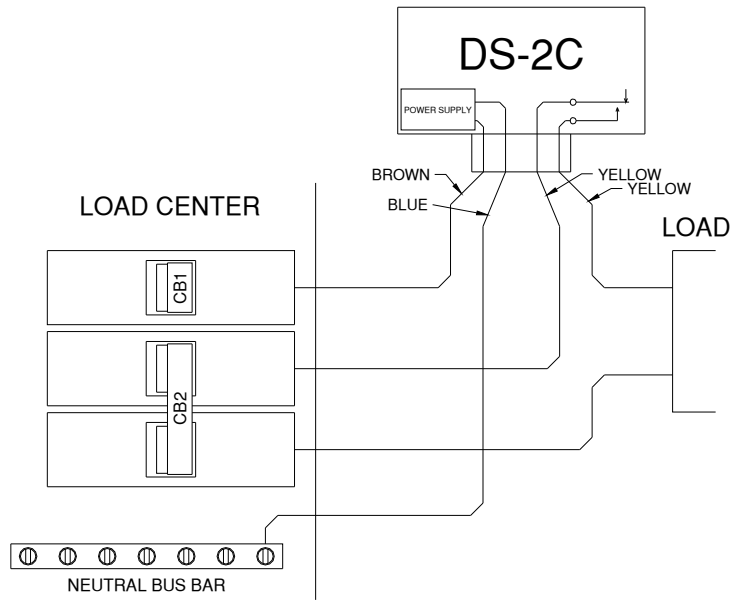 DS-2C
POWER SUPPLY
BROWN
BLUE
YELLOW
YELLOW
LOAD CENTER
LOAD
CB1
CB2
NEUTRAL BUS BAR